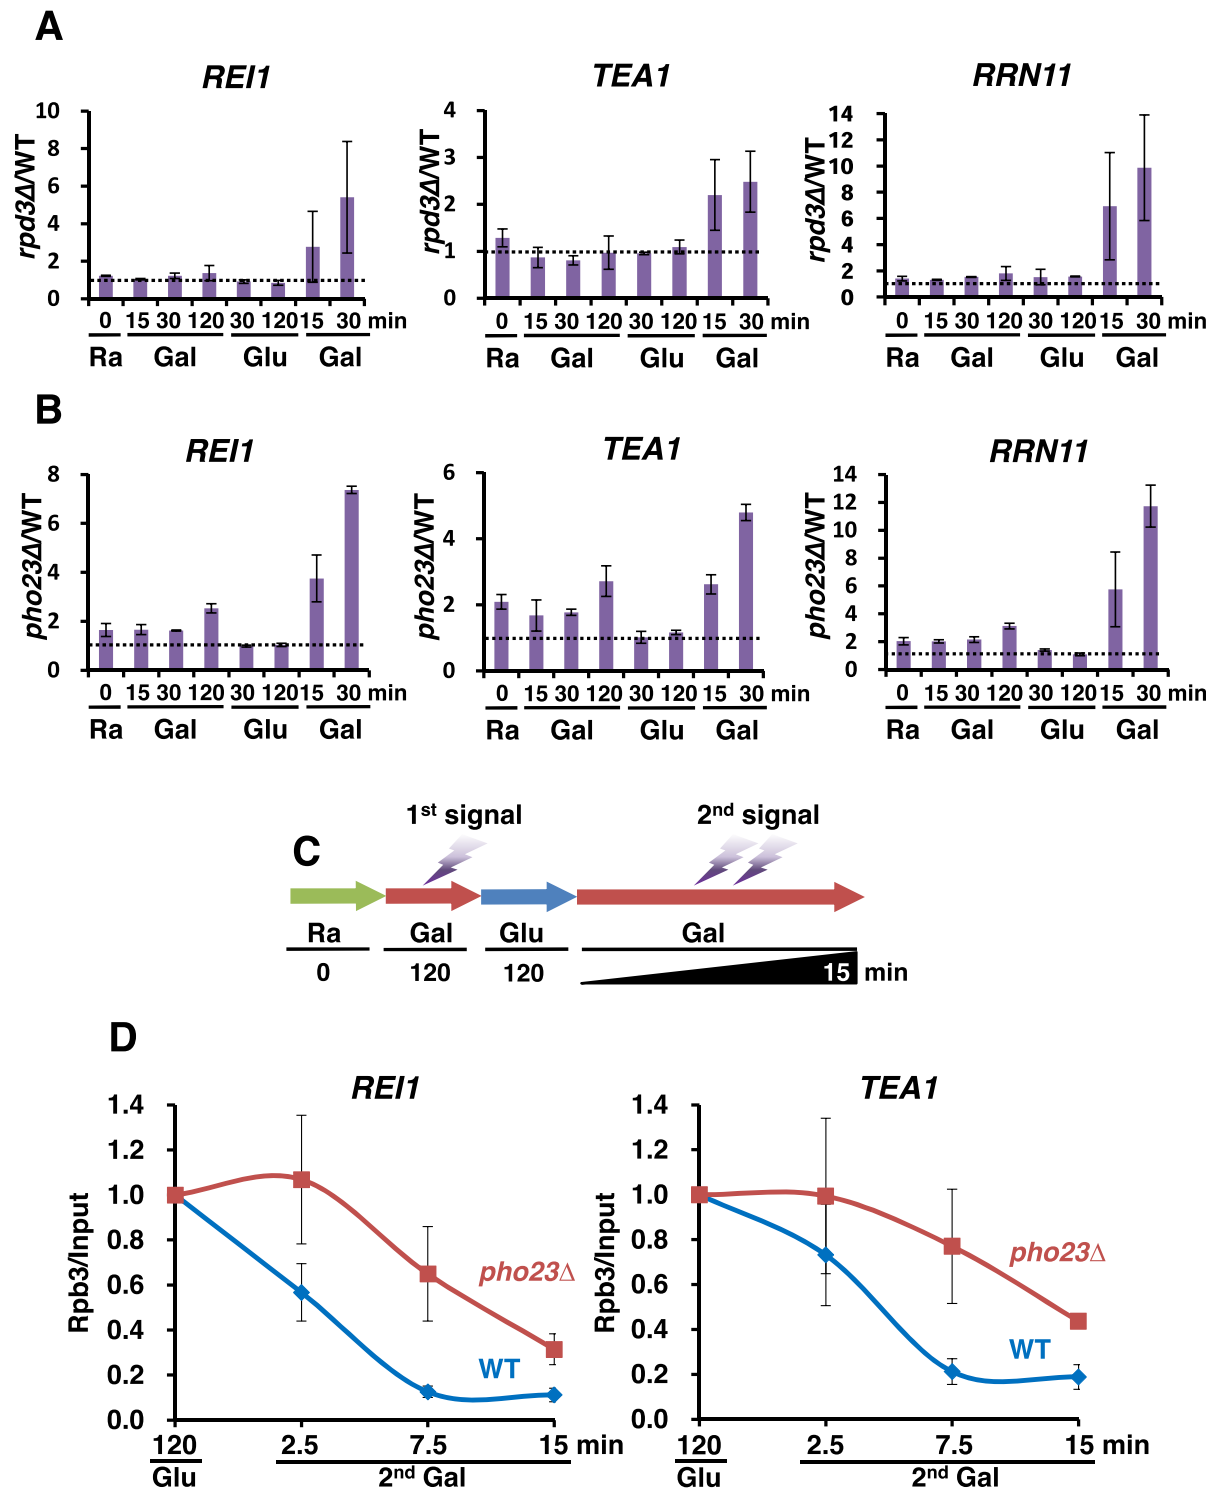 A
REI1 TEA1 RRN11
rpd3Δ/WT rpd3Δ/WT rpd3Δ/WT
10 8 6 4 2 0
4 3 2 1 0
14 12 10 8 6 4 2 0
0 15 30 120 30 120 15 30 min 0 15 30 120 30 120 15 30 min 0 15 30 120 30 120 15 30 min
Ra Gal Glu Gal Ra Gal Glu Gal Ra Gal Glu Gal
B
REI1 TEA1 RRN11
pho23Δ/WT pho23Δ/WT pho23Δ/WT
8 6 4 2 0
6 4 2 0
14 12 10 8 6 4 2 0
0 15 30 120 30 120 15 30 min 0 15 30 120 30 120 15 30 min 0 15 30 120 30 120 15 30 min
Ra Gal Glu Gal Ra Gal Glu Gal Ra Gal Glu Gal
C
1st signal 2nd signal
Ra Gal Glu Gal
0 120 120 15 min
D
REI1 TEA1
Rpb3/Input Rpb3/Input
1.4 1.2 1.0 0.8 0.6 0.4 0.2 0.0
1.4 1.2 1.0 0.8 0.6 0.4 0.2 0.0
pho23Δ pho23Δ
WT WT
120 2.5 7.5 15 min 120 2.5 7.5 15 min
Glu 2nd Gal Glu 2nd Gal